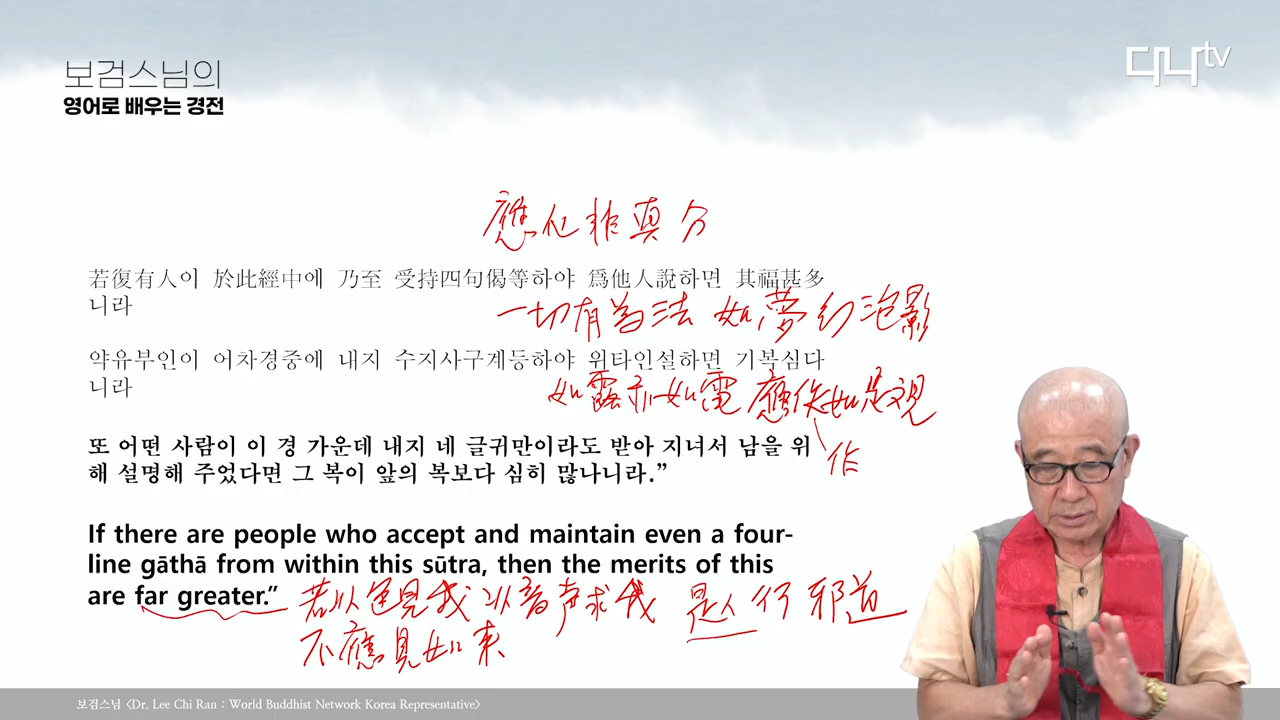 보검스님의
영어로 배우는 경전
디나tv
應化非真分
若復有人이 於此經中에 乃至 受持四句偈等하야 爲他人說하면 其福甚多
니라
一切有為法 如夢幻泡影
약유부인이 어차경중에 내지 수지사구게등하야 위타인설하면 기복심다
니라
如露亦如電 應作如是观
作
또 어떤 사람이 이 경 가운데 내지 네 글귀만이라도 받아 지녀서 남을 위
해 설명해 주었다면 그 복이 앞의 복보다 심히 많나니라.”
If there are people who accept and maintain even a four-
line gāthā from within this sūtra, then the merits of this
are far greater.”
若以色見我 以音声求我 是人行邪道
不應見如來
보검스님 <Dr. Lee Chi Ran : World Buddhist Network Korea Representative>